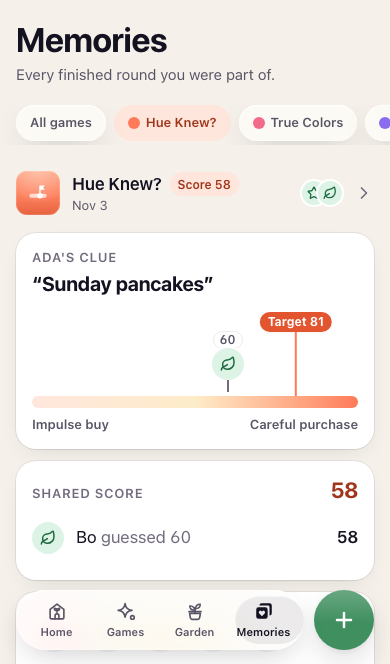 Memories
Every finished round you were part of.
All games
Hue Knew?
True Colors
Hue Knew?
Score 58
Nov 3
ADA'S CLUE
“Sunday pancakes”
Target 81
60
Impulse buy
Careful purchase
SHARED SCORE
58
Bo guessed 60
58
Home
Games
Garden
Memories